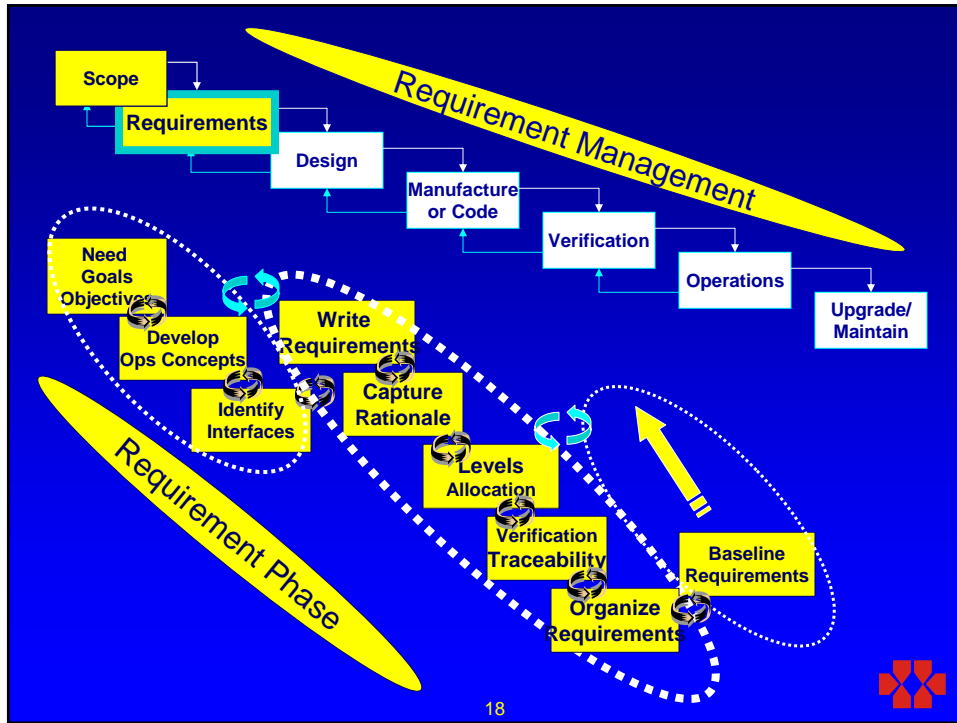 Scope
Requirements
Design
Manufacture
or Code
Verification
Operations
Upgrade/
Maintain
Requirement Management
Need
Goals
Objectives
Develop
Ops Concepts
Identify
Interfaces
Write
Requirements
Capture
Rationale
Levels
Allocation
Verification
Traceability
Organize
Requirements
Baseline
Requirements
Requirement Phase
18